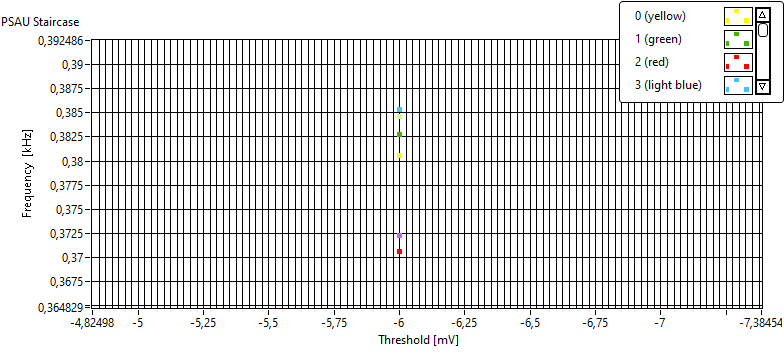 PSAU Staircase
0 (yellow)
1 (green)
2 (red)
3 (light blue)
0,392486
0,39
0,3875
0,385
0,3825
0,38
0,3775
0,375
0,3725
0,37
0,3675
0,364829
Frequency [kHz]
-4,82498 -5 -5,25 -5,5 -5,75 -6 -6,25 -6,5 -6,75 -7 -7,38454
Threshold [mV]